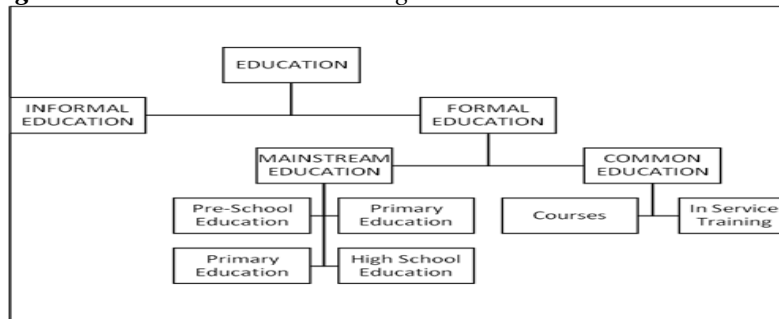 EDUCATION
INFORMAL
EDUCATION
FORMAL
EDUCATION
MAINSTREAM
EDUCATION
COMMON
EDUCATION
Pre-School
Education
Primary
Education
Courses
In Service
Training
Primary
Education
High School
Education